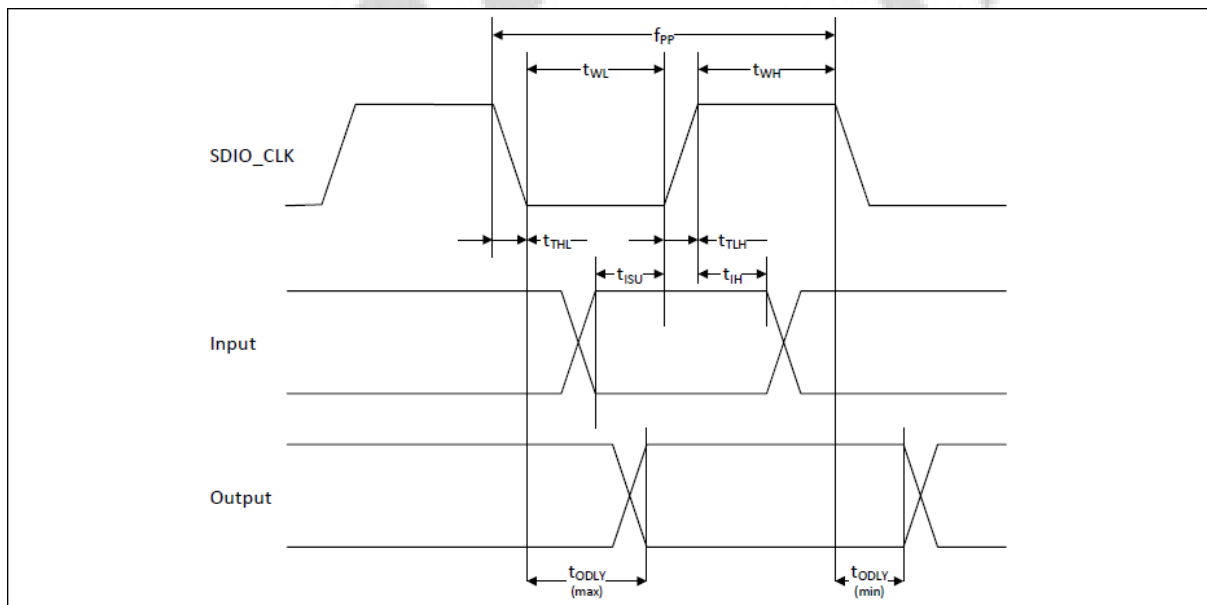 fPP
tWL
tWH
SDIO_CLK
tTHL
tTLH
tISU
tIH
Input
Output
tODLY
(max)
tODLY
(min)